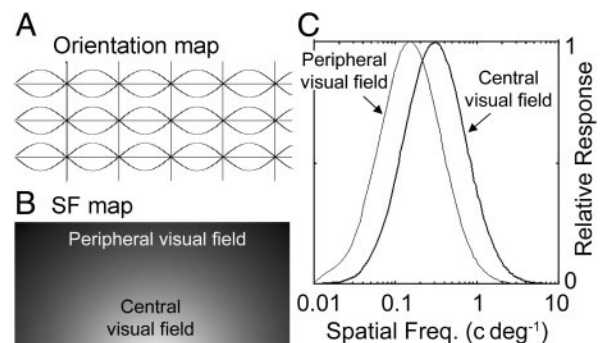 A
Orientation map
B SF map
Peripheral visual field
Central
visual field
C
Peripheral
visual field
Central
visual field
1
0
Relative Response
0.01 0.1 1 10
Spatial Freq. (c deg⁻¹)